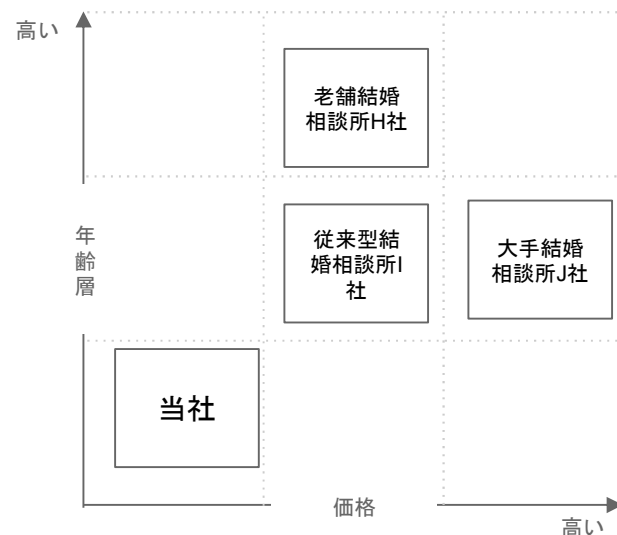 高い
老舗結婚
相談所H社
年
齢
層
従来型結
婚相談所I
社
大手結婚
相談所J社
当社
価格
高い